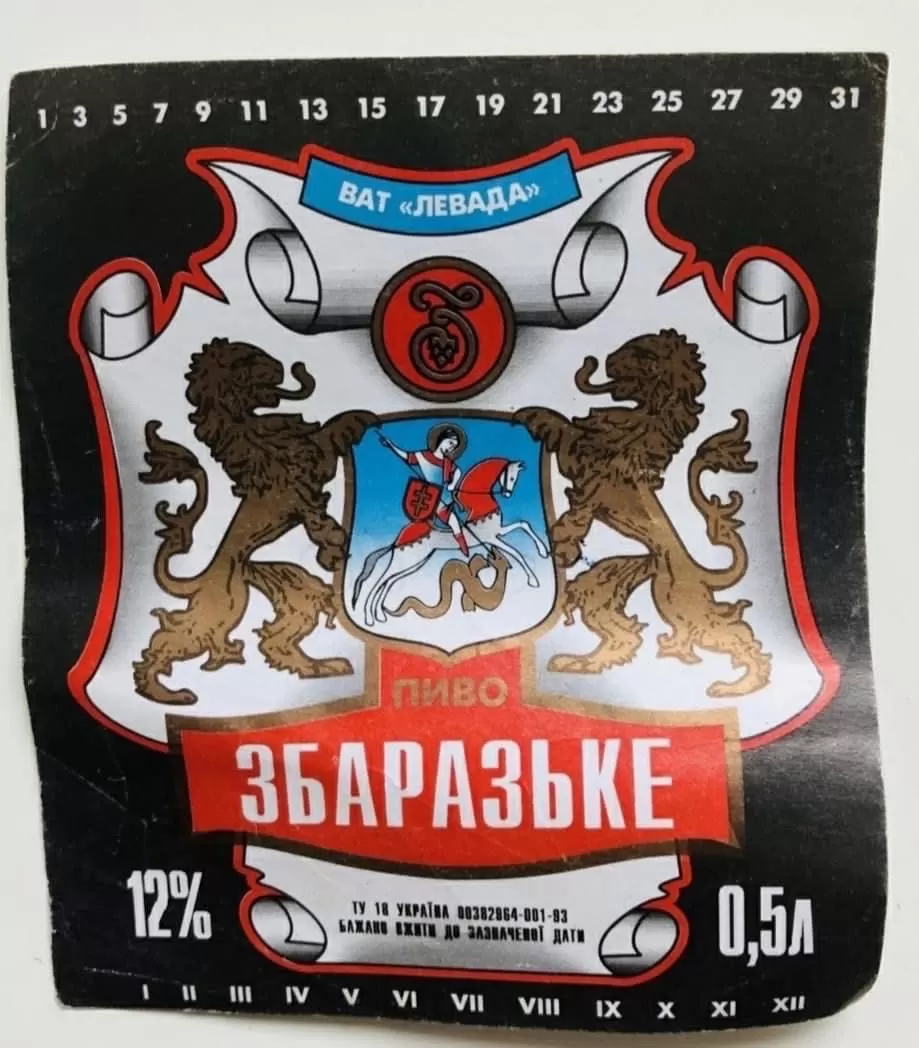 1 3 5 7 9 11 13 15 17 19 21 23 25 27 29 31
ВАТ «ЛЕВАДА»
ПИВО
ЗБАРАЗЬКЕ
12%
0,5л
ТУ 18 УКРАЇНА 00382864-001-93
БАЖАНО ВЖИТИ ДО ЗАЗНАЧЕНОЇ ДАТИ
I II III IV V VI VII VIII IX X XI XII